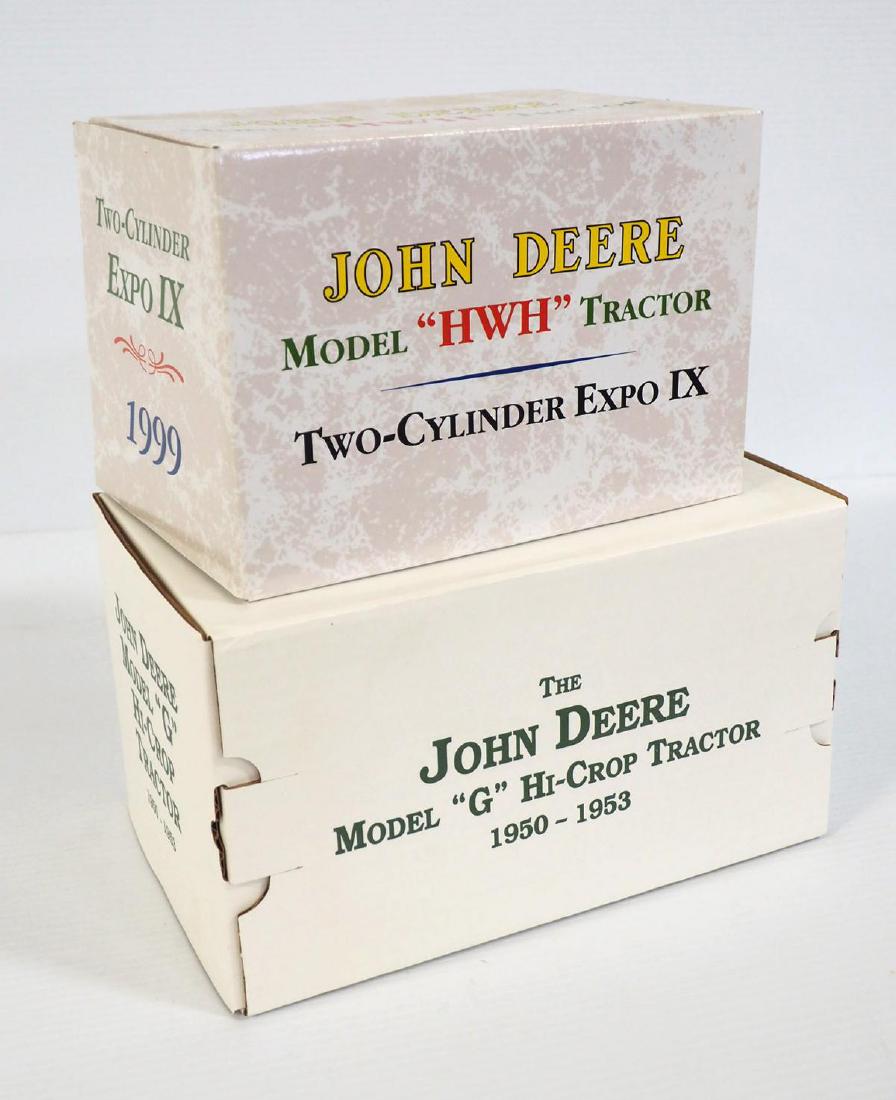 TWO-CYLINDER
EXPO IX
1999
JOHN DEERE
MODEL "HWH" TRACTOR
TWO-CYLINDER EXPO IX
JOHN DEERE
MODEL "G"
HI-CROP
TRACTOR
THE
JOHN DEERE
MODEL "G" HI-CROP TRACTOR
1950 - 1953